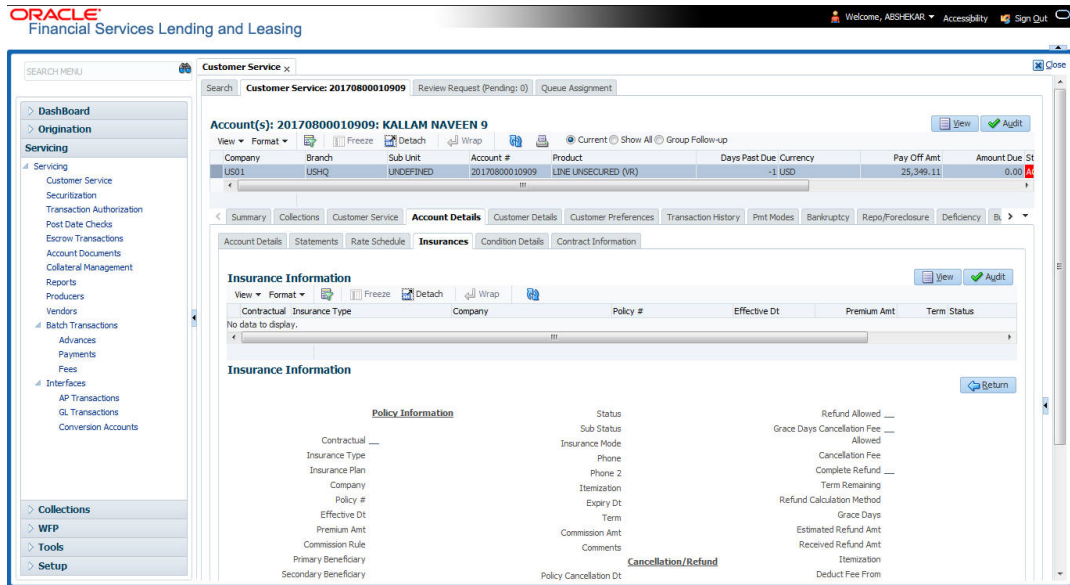 ORACLE
Financial Services Lending and Leasing
Welcome, ABSHEKAR
Accessibility
Sign Out
SEARCH MENU
Customer Service
Close
Search
Customer Service: 20170800010909
Review Request (Pending: 0)
Queue Assignment
DashBoard
Origination
Servicing
Servicing
Customer Service
Securitization
Transaction Authorization
Post Date Checks
Escrow Transactions
Account Documents
Collateral Management
Reports
Producers
Vendors
Batch Transactions
Advances
Payments
Fees
Interfaces
AP Transactions
GL Transactions
Conversion Accounts
Collections
WFP
Tools
Setup
Account(s): 20170800010909: KALLAM NAVEEN 9
View
Audit
View Format Freeze Detach Wrap Current Show All Group Follow-up
Company Branch Sub Unit Account # Product Days Past Due Currency Pay Off Amt Amount Due St
US01 USHQ UNDEFINED 20170800010909 LINE UNSECURED (VR) -1 USD 25,349.11 0.00 AC
Summary Collections Customer Service Account Details Customer Details Customer Preferences Transaction History Pmt Modes Bankruptcy Repo/Foreclosure Deficiency Bu
Account Details Statements Rate Schedule Insurances Condition Details Contract Information
Insurance Information
View
Audit
View Format Freeze Detach Wrap
Contractual Insurance Type Company Policy # Effective Dt Premium Amt Term Status
No data to display.
Insurance Information
Return
Policy Information
Contractual
Insurance Type
Insurance Plan
Company
Policy #
Effective Dt
Premium Amt
Commission Rule
Primary Beneficiary
Secondary Beneficiary
Status
Sub Status
Insurance Mode
Phone
Phone 2
Itemization
Expiry Dt
Term
Commission Amt
Comments
Cancellation/Refund
Policy Cancellation Dt
Refund Allowed
Grace Days Cancellation Fee
Allowed
Cancellation Fee
Complete Refund
Term Remaining
Refund Calculation Method
Grace Days
Estimated Refund Amt
Received Refund Amt
Itemization
Deduct Fee From